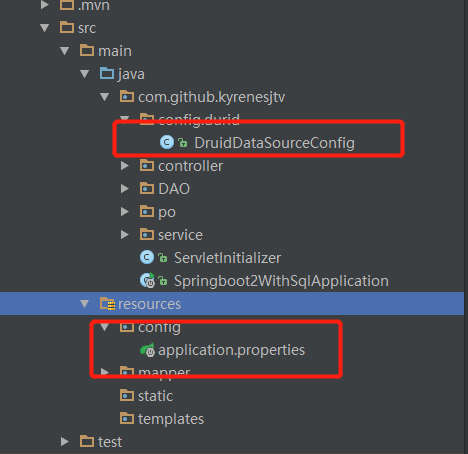 .mvn
src
main
java
com.github.kyrenesjtv
config.durid
DruidDataSourceConfig
controller
DAO
po
service
ServletInitializer
Springboot2WithSqlApplication
resources
config
application.properties
mapper
static
templates
test